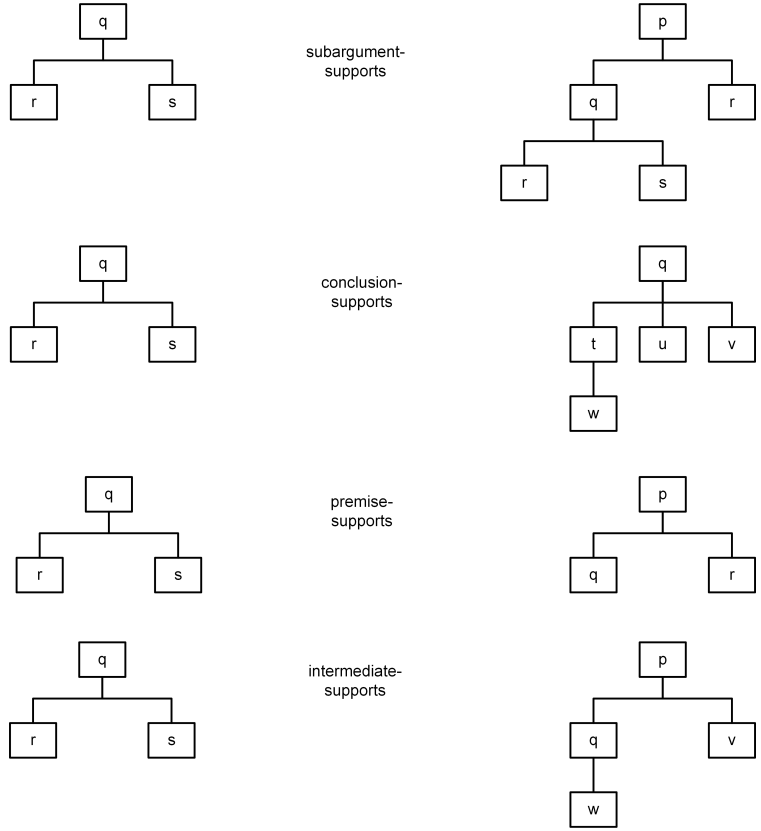 q
p
subargument-
supports
r
s
q
r
r
s
q
q
conclusion-
supports
r
s
t
u
v
w
q
p
premise-
supports
r
s
q
r
q
p
intermediate-
supports
r
s
q
v
w